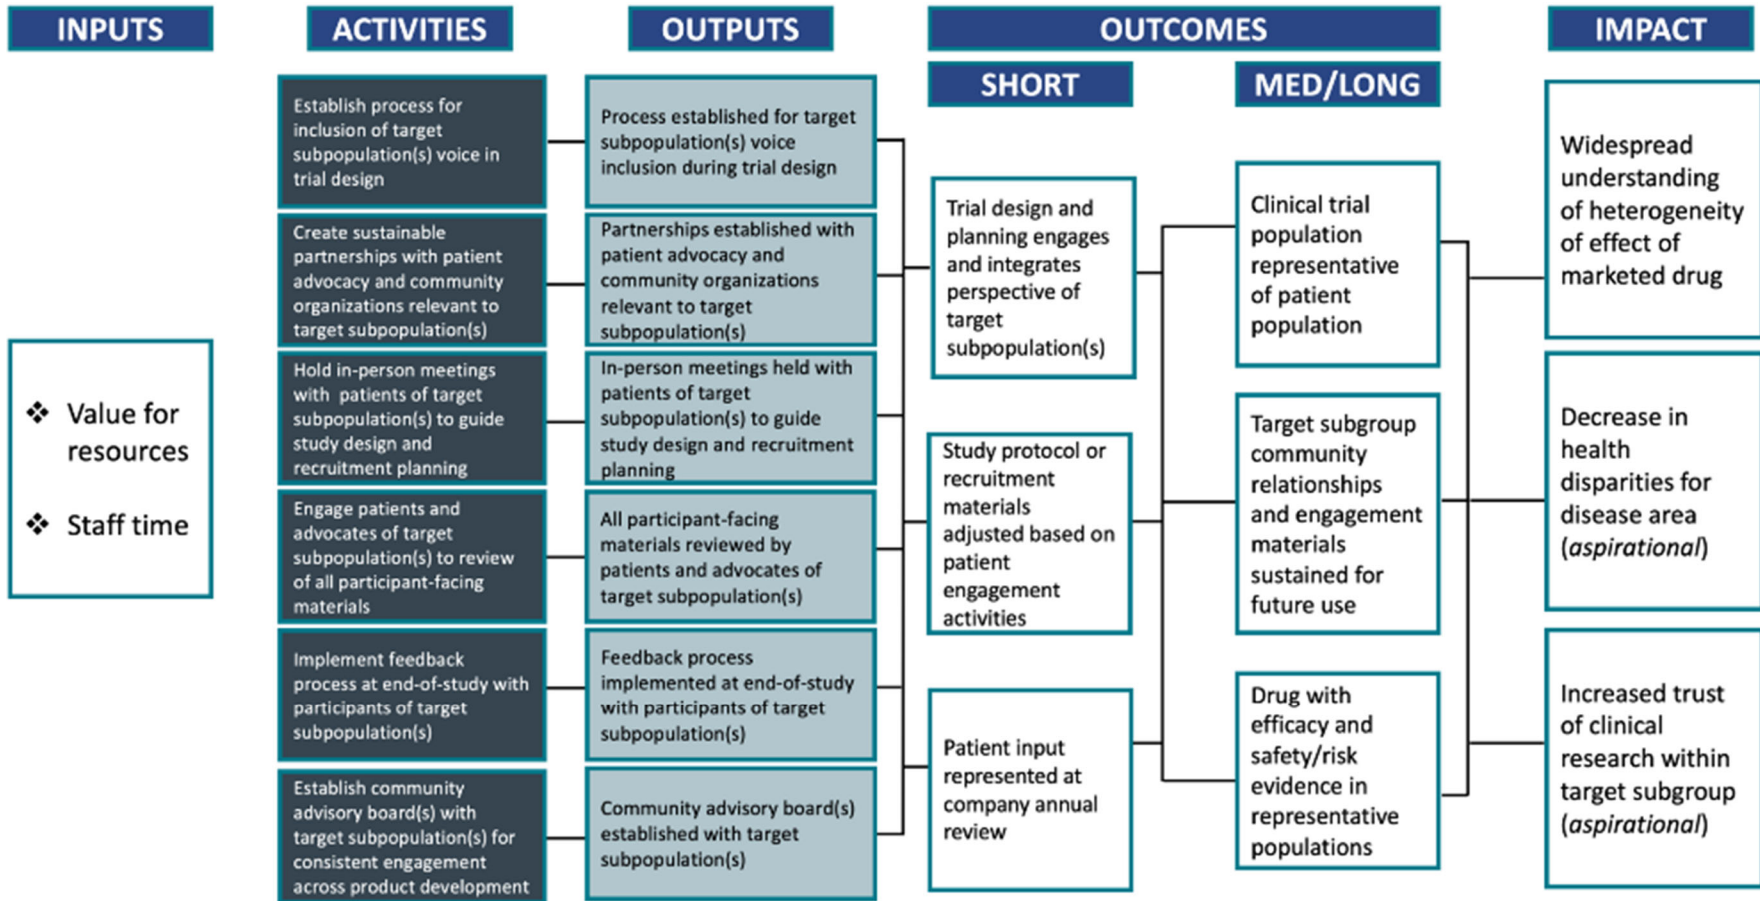 INPUTS
ACTIVITIES
OUTPUTS
OUTCOMES
IMPACT
SHORT
MED/LONG
❖ Value for
resources
❖ Staff time
Establish process for
inclusion of target
subpopulation(s) voice in
trial design
Create sustainable
partnerships with patient
advocacy and community
organizations relevant to
target subpopulation(s)
Hold in-person meetings
with patients of target
subpopulation(s) to guide
study design and
recruitment planning
Engage patients and
advocates of target
subpopulation(s) to review
of all participant-facing
materials
Implement feedback
process at end-of-study with
participants of target
subpopulation(s)
Establish community
advisory board(s) with
target subpopulation(s) for
consistent engagement
across product development
Process established for target
subpopulation(s) voice
inclusion during trial design
Partnerships established with
patient advocacy and
community organizations
relevant to target
subpopulation(s)
In-person meetings held with
patients of target
subpopulation(s) to guide
study design and recruitment
planning
All participant-facing
materials reviewed by
patients and advocates of
target subpopulation(s)
Feedback process
implemented at end-of-study
with participants of target
subpopulation(s)
Community advisory board(s)
established with target
subpopulation(s)
Trial design and
planning engages
and integrates
perspective of
target
subpopulation(s)
Study protocol or
recruitment
materials
adjusted based on
patient
engagement
activities
Patient input
represented at
company annual
review
Clinical trial
population
representative
of patient
population
Target subgroup
community
relationships
and engagement
materials
sustained for
future use
Drug with
efficacy and
safety/risk
evidence in
representative
populations
Widespread
understanding
of heterogeneity
of effect of
marketed drug
Decrease in
health
disparities for
disease area
(aspirational)
Increased trust
of clinical
research within
target subgroup
(aspirational)